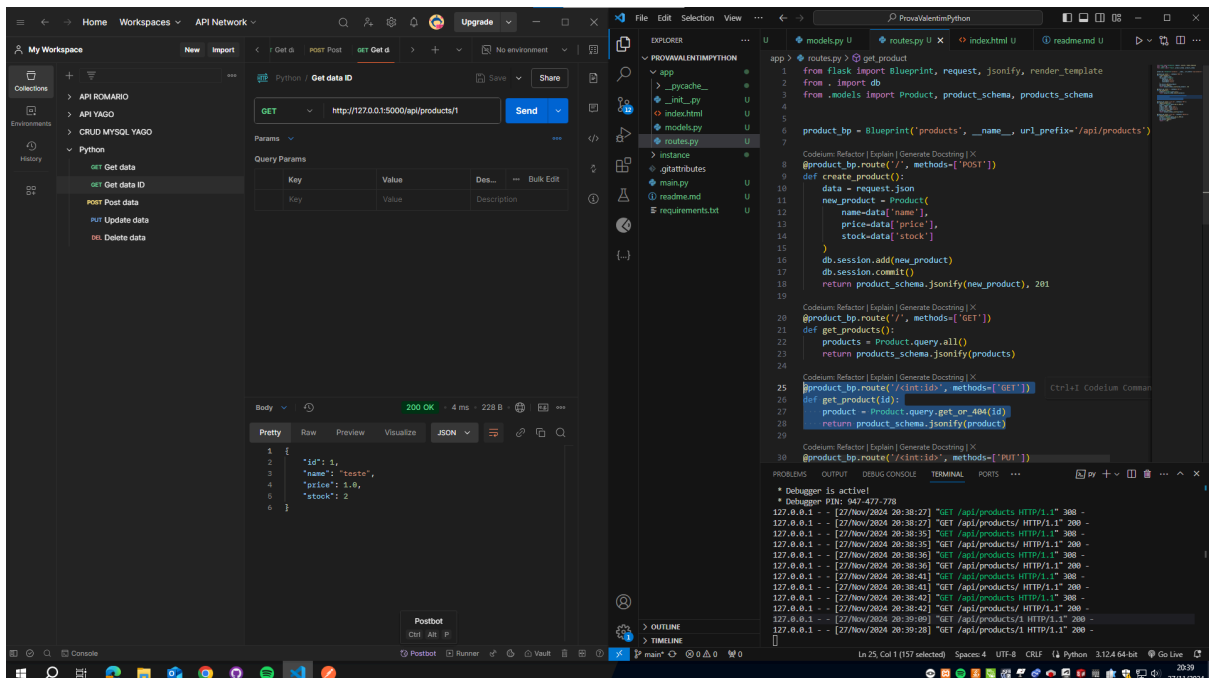 Home Workspaces API Network
Upgrade
My Workspace
New Import
Get di POST Post GET Get d
No environment
Collections
Environments
History
API ROMARIO
API YAGO
CRUD MYSQL YAGO
Python
GET Get data
GET Get data ID
POST Post data
PUT Update data
DEL Delete data
Python / Get data ID
Save Share
GET http://127.0.0.1:5000/api/products/1 Send
Params
Query Params
Key Value Des... Bulk Edit
Key Value Description
Body 200 OK 4 ms 228 B
Pretty Raw Preview Visualize JSON
1 {
2 "id": 1,
3 "name": "teste",
4 "price": 1.0,
5 "stock": 2
6 }
Postbot
Ctrl Alt P
Console
Postbot Runner Vault
File Edit Selection View ···
ProvaValentimPython
EXPLORER ···
U models.py U routes.py U index.html U readme.md U
PROVAVALENTIMPYTHON
app
__pycache__
__init__.py U
index.html U
models.py U
routes.py U
instance
.gitattributes
main.py U
readme.md U
requirements.txt U
OUTLINE
TIMELINE
app > routes.py > get_product
1 from flask import Blueprint, request, jsonify, render_template
2 from . import db
3 from .models import Product, product_schema, products_schema
4
5
6 product_bp = Blueprint('products', __name__, url_prefix='/api/products')
7
Codeium: Refactor | Explain | Generate Docstring | X
8 @product_bp.route('/', methods=['POST'])
9 def create_product():
10 data = request.json
11 new_product = Product(
12 name=data['name'],
13 price=data['price'],
14 stock=data['stock']
15 )
16 db.session.add(new_product)
17 db.session.commit()
18 return product_schema.jsonify(new_product), 201
19
Codeium: Refactor | Explain | Generate Docstring | X
20 @product_bp.route('/', methods=['GET'])
21 def get_products():
22 products = Product.query.all()
23 return products_schema.jsonify(products)
24
Codeium: Refactor | Explain | Generate Docstring | X
25 @product_bp.route('/<int:id>', methods=['GET']) Ctrl+I Codeium Comman
26 def get_product(id):
27 product = Product.query.get_or_404(id)
28 return product_schema.jsonify(product)
29
Codeium: Refactor | Explain | Generate Docstring | X
30 @product_bp.route('/<int:id>', methods=['PUT'])
PROBLEMS OUTPUT DEBUG CONSOLE TERMINAL PORTS ··· py
* Debugger is active!
* Debugger PIN: 947-477-778
127.0.0.1 - - [27/Nov/2024 20:38:27] "GET /api/products HTTP/1.1" 308 -
127.0.0.1 - - [27/Nov/2024 20:38:27] "GET /api/products/ HTTP/1.1" 200 -
127.0.0.1 - - [27/Nov/2024 20:38:35] "GET /api/products HTTP/1.1" 308 -
127.0.0.1 - - [27/Nov/2024 20:38:35] "GET /api/products/ HTTP/1.1" 200 -
127.0.0.1 - - [27/Nov/2024 20:38:36] "GET /api/products HTTP/1.1" 308 -
127.0.0.1 - - [27/Nov/2024 20:38:36] "GET /api/products/ HTTP/1.1" 200 -
127.0.0.1 - - [27/Nov/2024 20:38:41] "GET /api/products HTTP/1.1" 308 -
127.0.0.1 - - [27/Nov/2024 20:38:41] "GET /api/products/ HTTP/1.1" 200 -
127.0.0.1 - - [27/Nov/2024 20:38:42] "GET /api/products HTTP/1.1" 308 -
127.0.0.1 - - [27/Nov/2024 20:38:42] "GET /api/products/ HTTP/1.1" 200 -
127.0.0.1 - - [27/Nov/2024 20:39:09] "GET /api/products/1 HTTP/1.1" 200 -
127.0.0.1 - - [27/Nov/2024 20:39:28] "GET /api/products/1 HTTP/1.1" 200 -
main* 0 0 0 Ln 25, Col 1 (157 selected) Spaces: 4 UTF-8 CRLF Python 3.12.4 64-bit Go Live
20:39